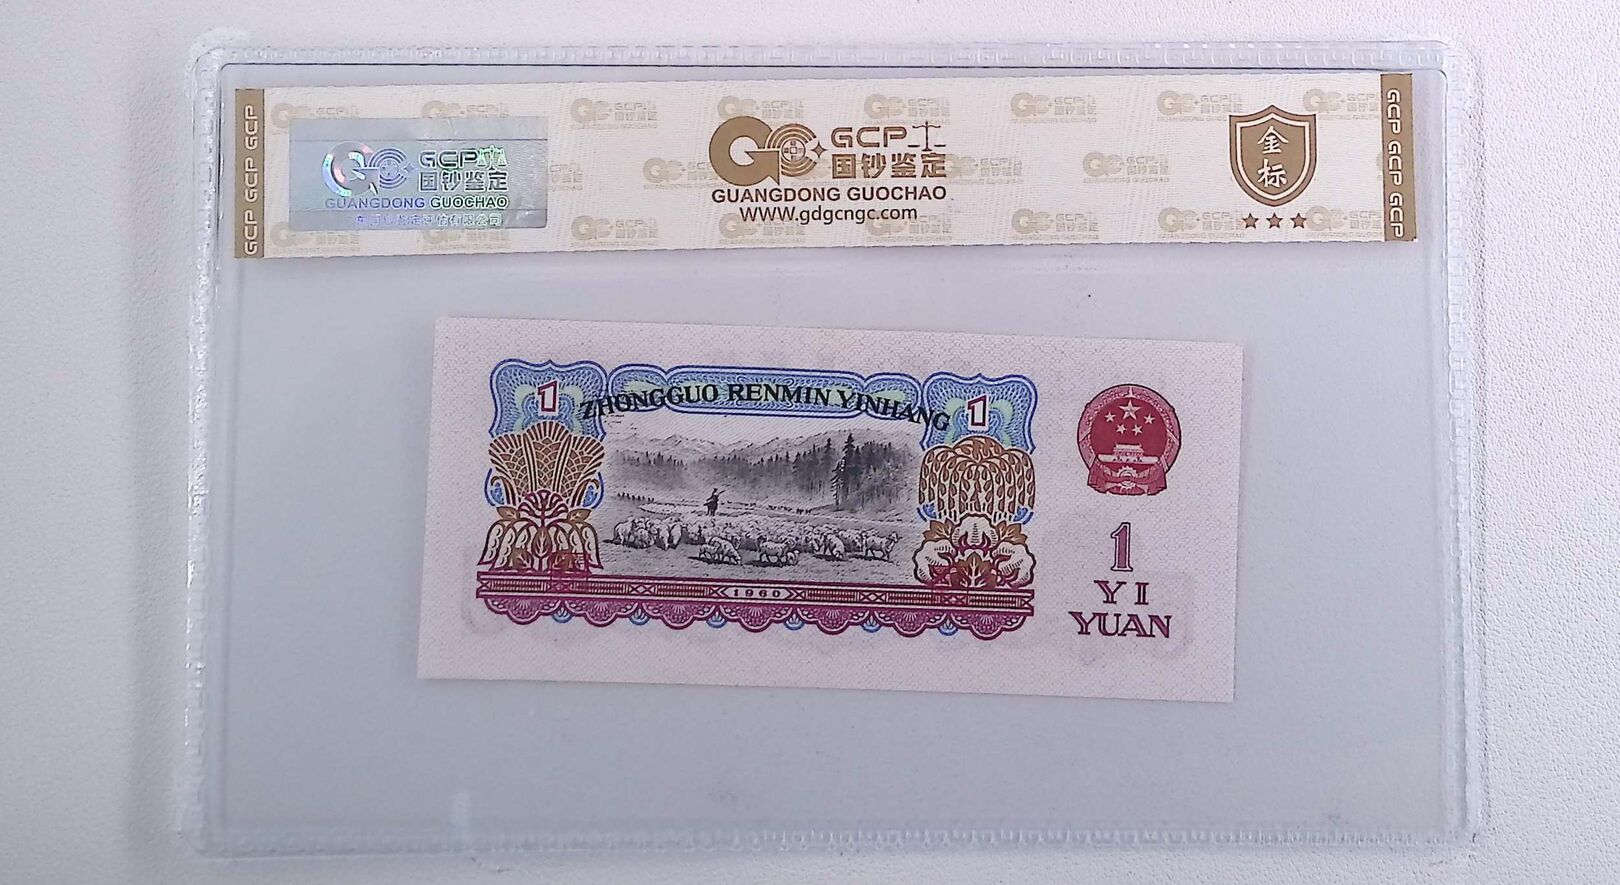 GCP GCP GCP
GCP
国钞鉴定
GUANGDONG GUOCHAO
GCP
国钞鉴定
GUANGDONG GUOCHAO
WWW.gdgcngc.com
金标
GCP GCP GCP
ZHONGGUO RENMIN YINHANG
1
1
1960
1
YI
YUAN